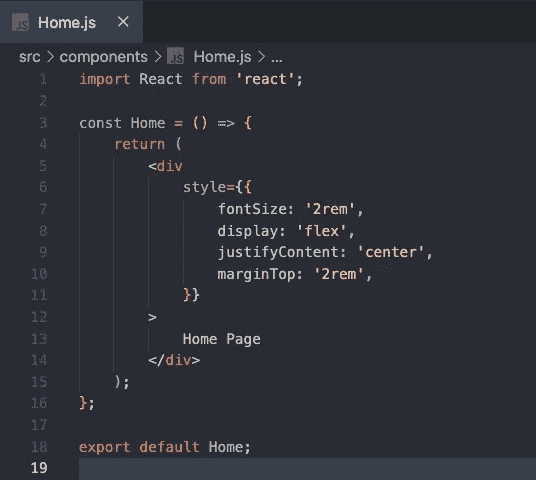 JS Home.js ×
src > components > JS Home.js > ...
1 import React from 'react';
2
3 const Home = () => {
4     return (
5         <div
6             style={{
7                 fontSize: '2rem',
8                 display: 'flex',
9                 justifyContent: 'center',
10                 marginTop: '2rem',
11             }}
12         >
13             Home Page
14         </div>
15     );
16 };
17
18 export default Home;
19